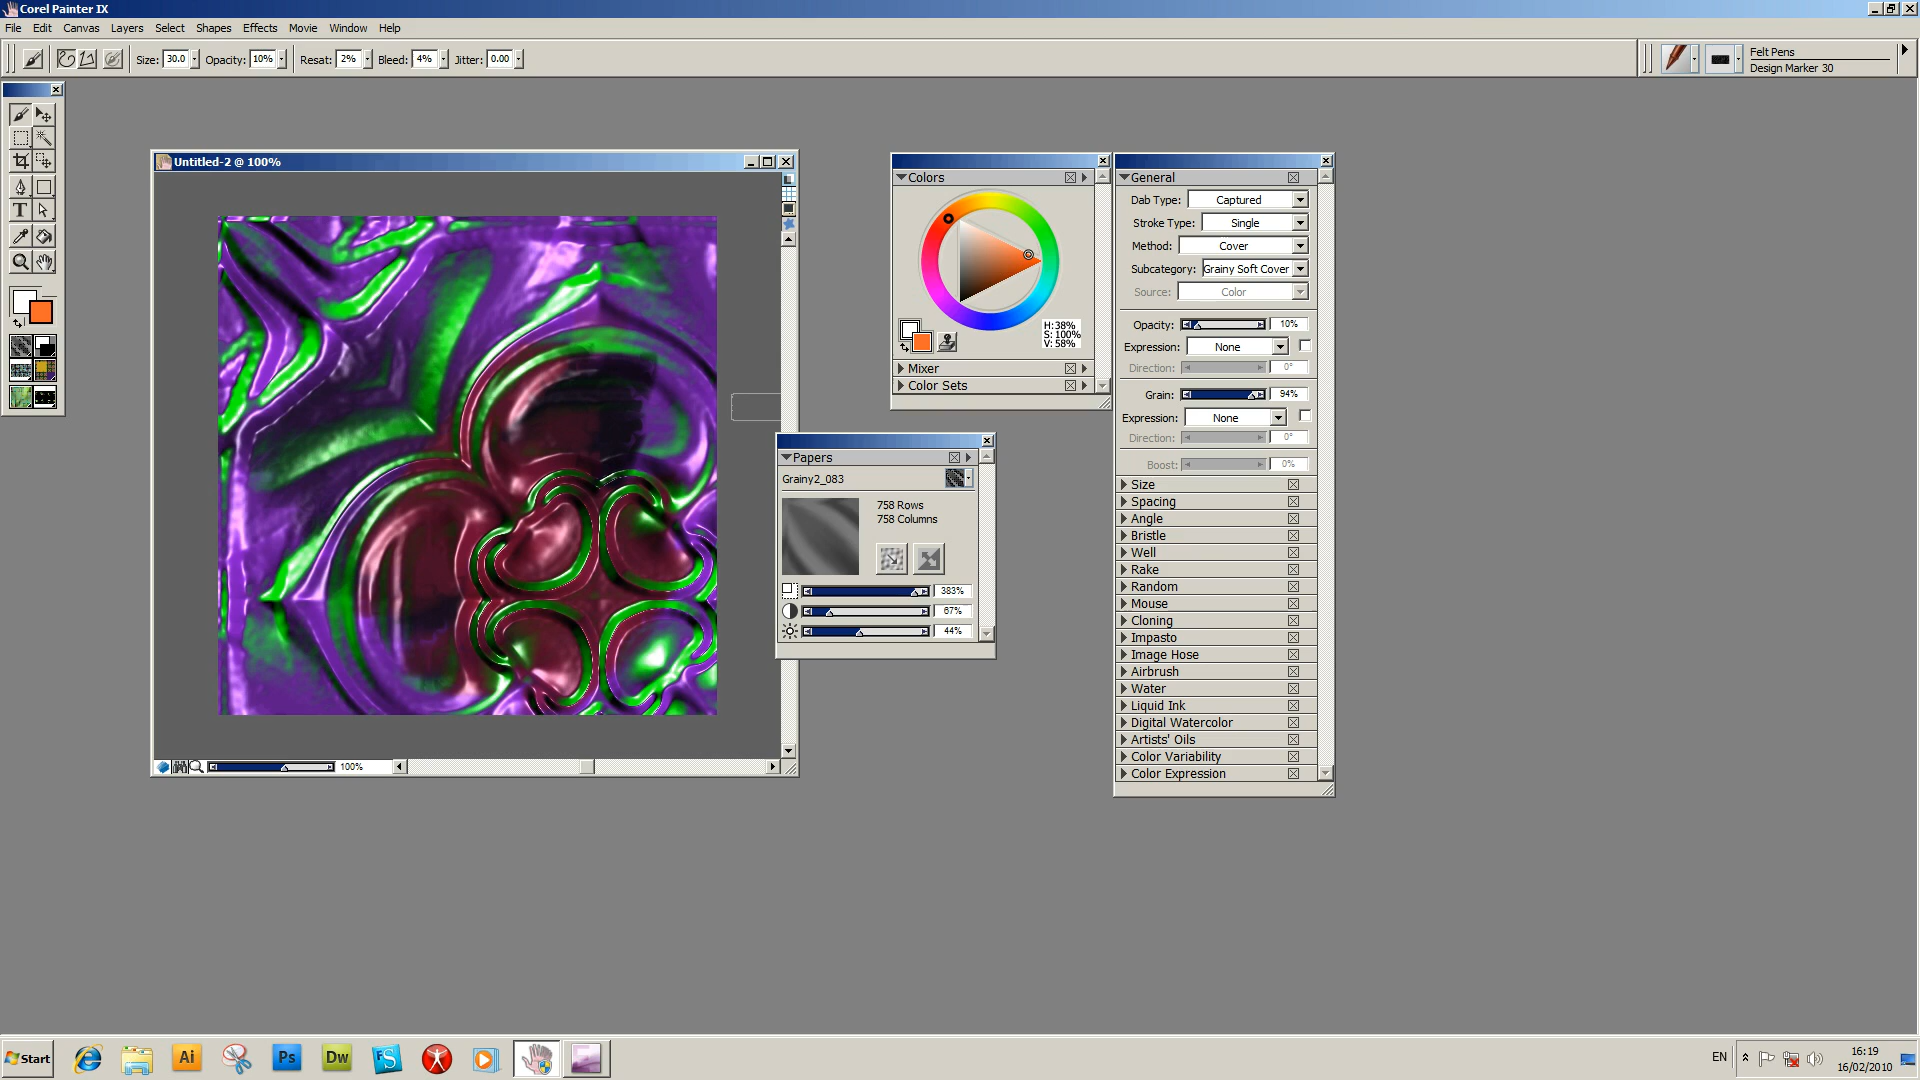 Corel Painter IX
File Edit Canvas Layers Select Shapes Effects Movie Window Help
Size: 30.0 Opacity: 10% Resat: 2% Bleed: 4% Jitter: 0.00
Felt Pens
Design Marker 30
Untitled-2 @ 100%
100%
Colors
H:38%
S: 100%
V: 58%
Mixer
Color Sets
Papers
Grainy2_083
758 Rows
758 Columns
383%
67%
44%
General
Dab Type: Captured
Stroke Type: Single
Method: Cover
Subcategory: Grainy Soft Cover
Source: Color
Opacity: 10%
Expression: None
Direction: 0°
Grain: 94%
Expression: None
Direction: 0°
Boost: 0%
Size
Spacing
Angle
Bristle
Well
Rake
Random
Mouse
Cloning
Impasto
Image Hose
Airbrush
Water
Liquid Ink
Digital Watercolor
Artists' Oils
Color Variability
Color Expression
T
Start
Ai
Ps
Dw
FS
EN
16:19
16/02/2010